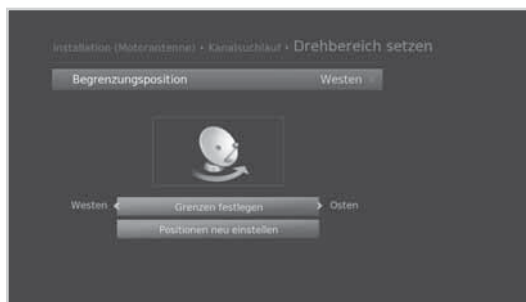 Installation (Motorantenne) • Kanalsuchlauf • Drehbereich setzen
Begrenzungsposition Westen
Westen Grenzen festlegen Osten
Positionen neu einstellen